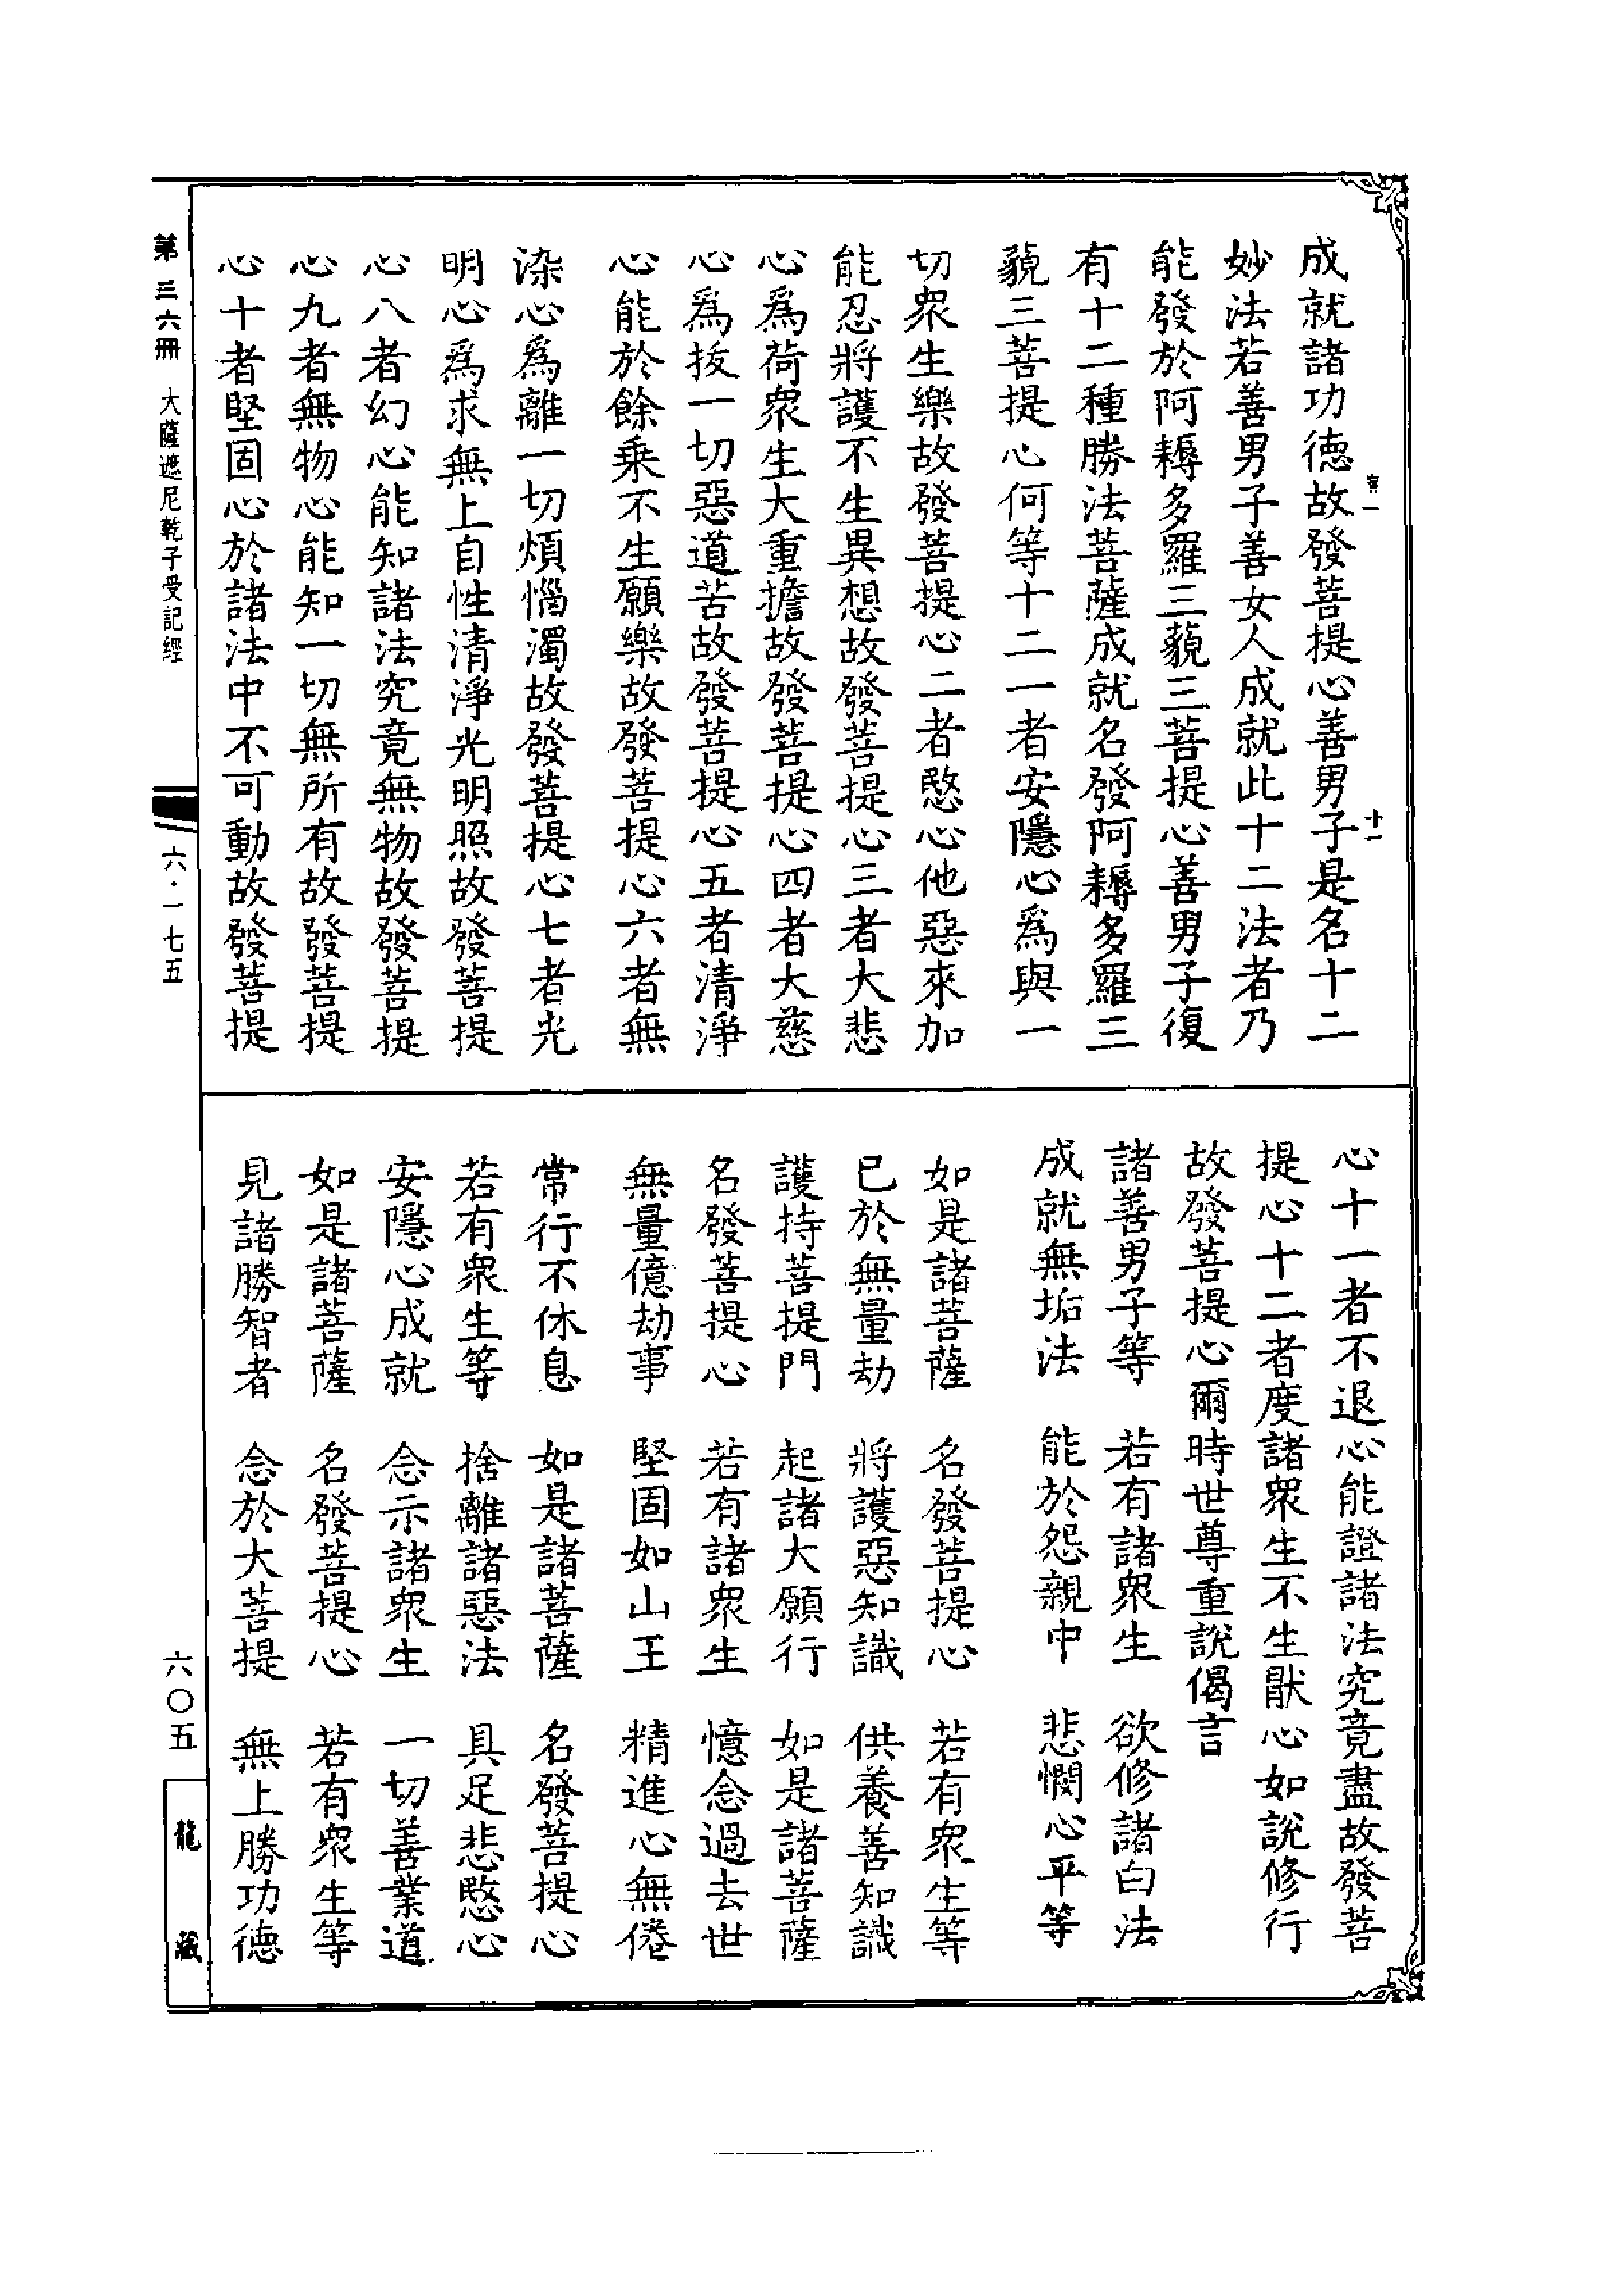 成就諸功德故發菩提心善男子是名十二
妙法若善男子善女人成就此十二法者乃
能發於阿耨多羅三藐三菩提心善男子復
有十二種勝法菩薩成就名發阿耨多羅三
藐三菩提心何等十二一者安隱心爲與一
切衆生樂故發菩提心二者愍心他惡來加
能忍將護不生異想故發菩提心三者大悲
心爲荷衆生大重擔故發菩提心四者大慈
心爲拔一切惡道苦故發菩提心五者清淨
心能於餘乘不生願樂故發菩提心六者無
染心爲離一切煩惱濁故發菩提心七者光
明心爲求無上自性清淨光明照故發菩提
心八者幻心能知諸法究竟無物故發菩提
心九者無物心能知一切無所有故發菩提
心十者堅固心於諸法中不可動故發菩提
心十一者不退心能證諸法究竟盡故發菩
提心十二者度諸衆生不生厭心如說修行
故發菩提心爾時世尊重說偈言
諸善男子等　若有諸衆生　欲修諸白法
成就無垢法　能於怨親中　悲憫心平等
如是諸菩薩　名發菩提心　若有衆生等
已於無量劫　將護惡知識　供養善知識
護持菩提門　起諸大願行　如是諸菩薩
名發菩提心　若有諸衆生　憶念過去世
無量億劫事　堅固如山王　精進心無倦
常行不休息　如是諸菩薩　名發菩提心
若有衆生等　捨離諸惡法　具足悲愍心
安隱心成就　念示諸衆生　一切善業道
如是諸菩薩　名發菩提心　若有衆生等
見諸勝智者　念於大菩提　無上勝功德
十一
第三六冊　大薩遮尼乾子受記經
六·一七五
六〇五
龍藏